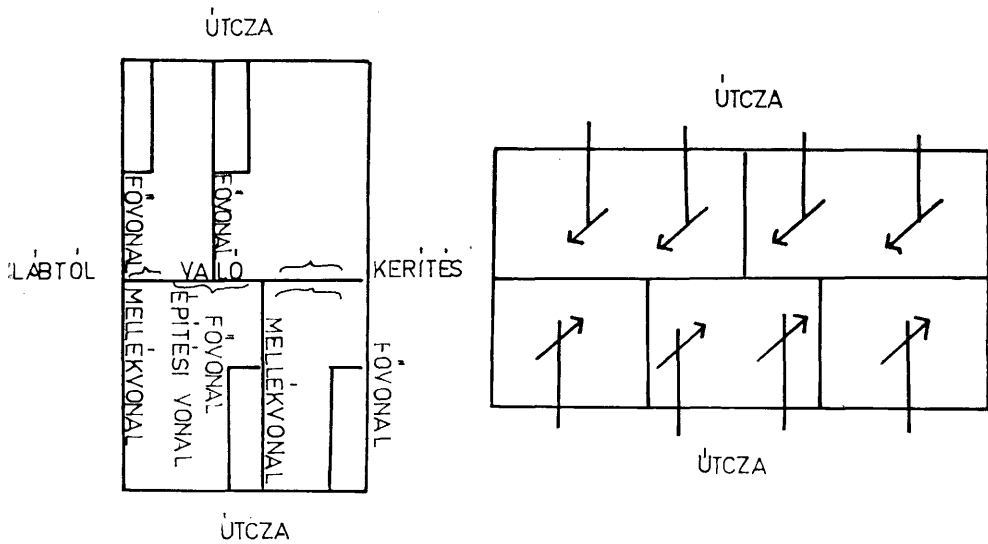 ÚTCZA
FŐVONAL
FŐVONAL
LÁBTÓL VALÓ KERÍTÉS
MELLÉKVONAL
ÉPÍTÉSI VONAL
FŐVONAL
MELLÉKVONAL
FŐVONAL
ÚTCZA
ÚTCZA
ÚTCZA